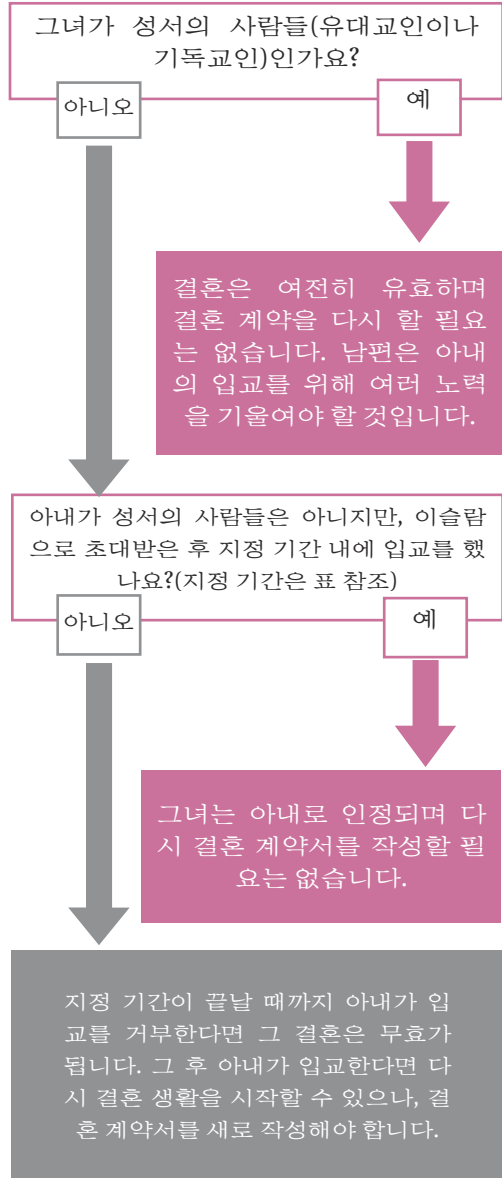 그녀가 성서의 사람들(유대교인이나
기독교인)인가요?
아니오
예
결혼은 여전히 유효하며
결혼 계약을 다시 할 필요
는 없습니다. 남편은 아내
의 입교를 위해 여러 노력
을 기울여야 할 것입니다.
아내가 성서의 사람들은 아니지만, 이슬람
으로 초대받은 후 지정 기간 내에 입교를 했
나요?(지정 기간은 표 참조)
아니오
예
그녀는 아내로 인정되며 다
시 결혼 계약서를 작성할 필
요는 없습니다.
지정 기간이 끝날 때까지 아내가 입
교를 거부한다면 그 결혼은 무효가
됩니다. 그 후 아내가 입교한다면 다
시 결혼 생활을 시작할 수 있으나, 결
혼 계약서를 새로 작성해야 합니다.